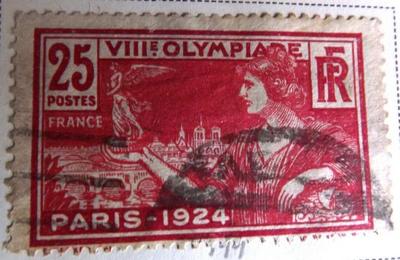 VIIIE OLYMPIADE
25
POSTES
FRANCE
RF
PARIS-1924